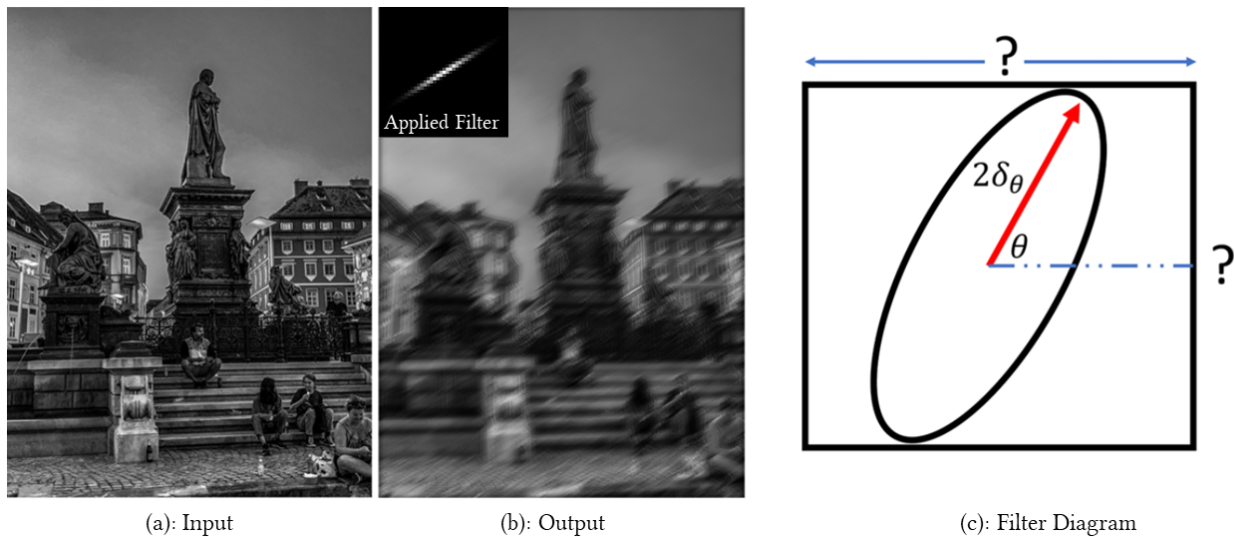 Applied Filter
?
2δθ
θ
?
(a): Input
(b): Output
(c): Filter Diagram